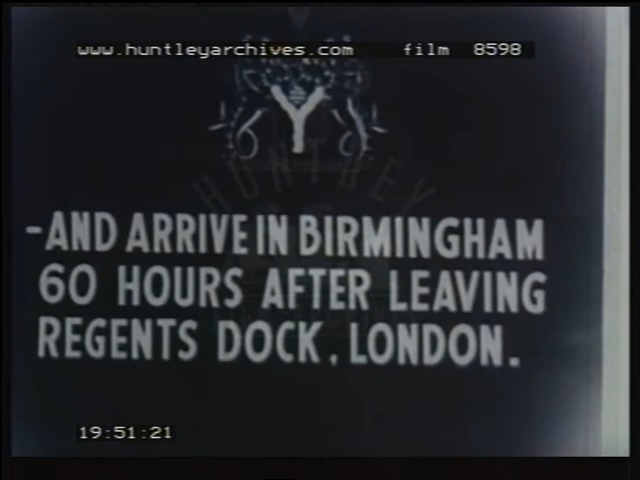 www.huntleyarchives.com film 8598
HUNTLEY
-AND ARRIVE IN BIRMINGHAM
60 HOURS AFTER LEAVING
REGENTS DOCK, LONDON.
19:51:21